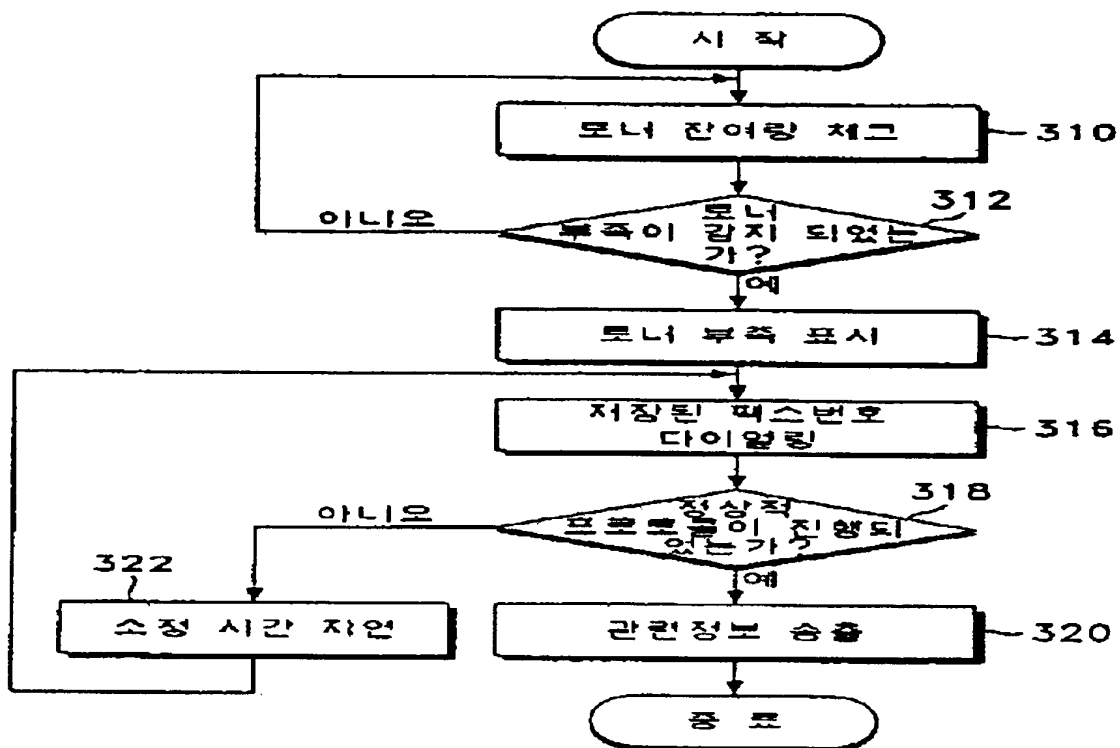 시 작
토너 잔여량 체크
310
토너
312
아니오
부족이 감지 되었는
가?
예
토너 부족 표시
314
저장된 팩스번호
다이얼링
316
정상적
318
아니오
프로토콜이 진행되
었는가?
322
예
소정 시간 지연
관련정보 송출
320
종 료